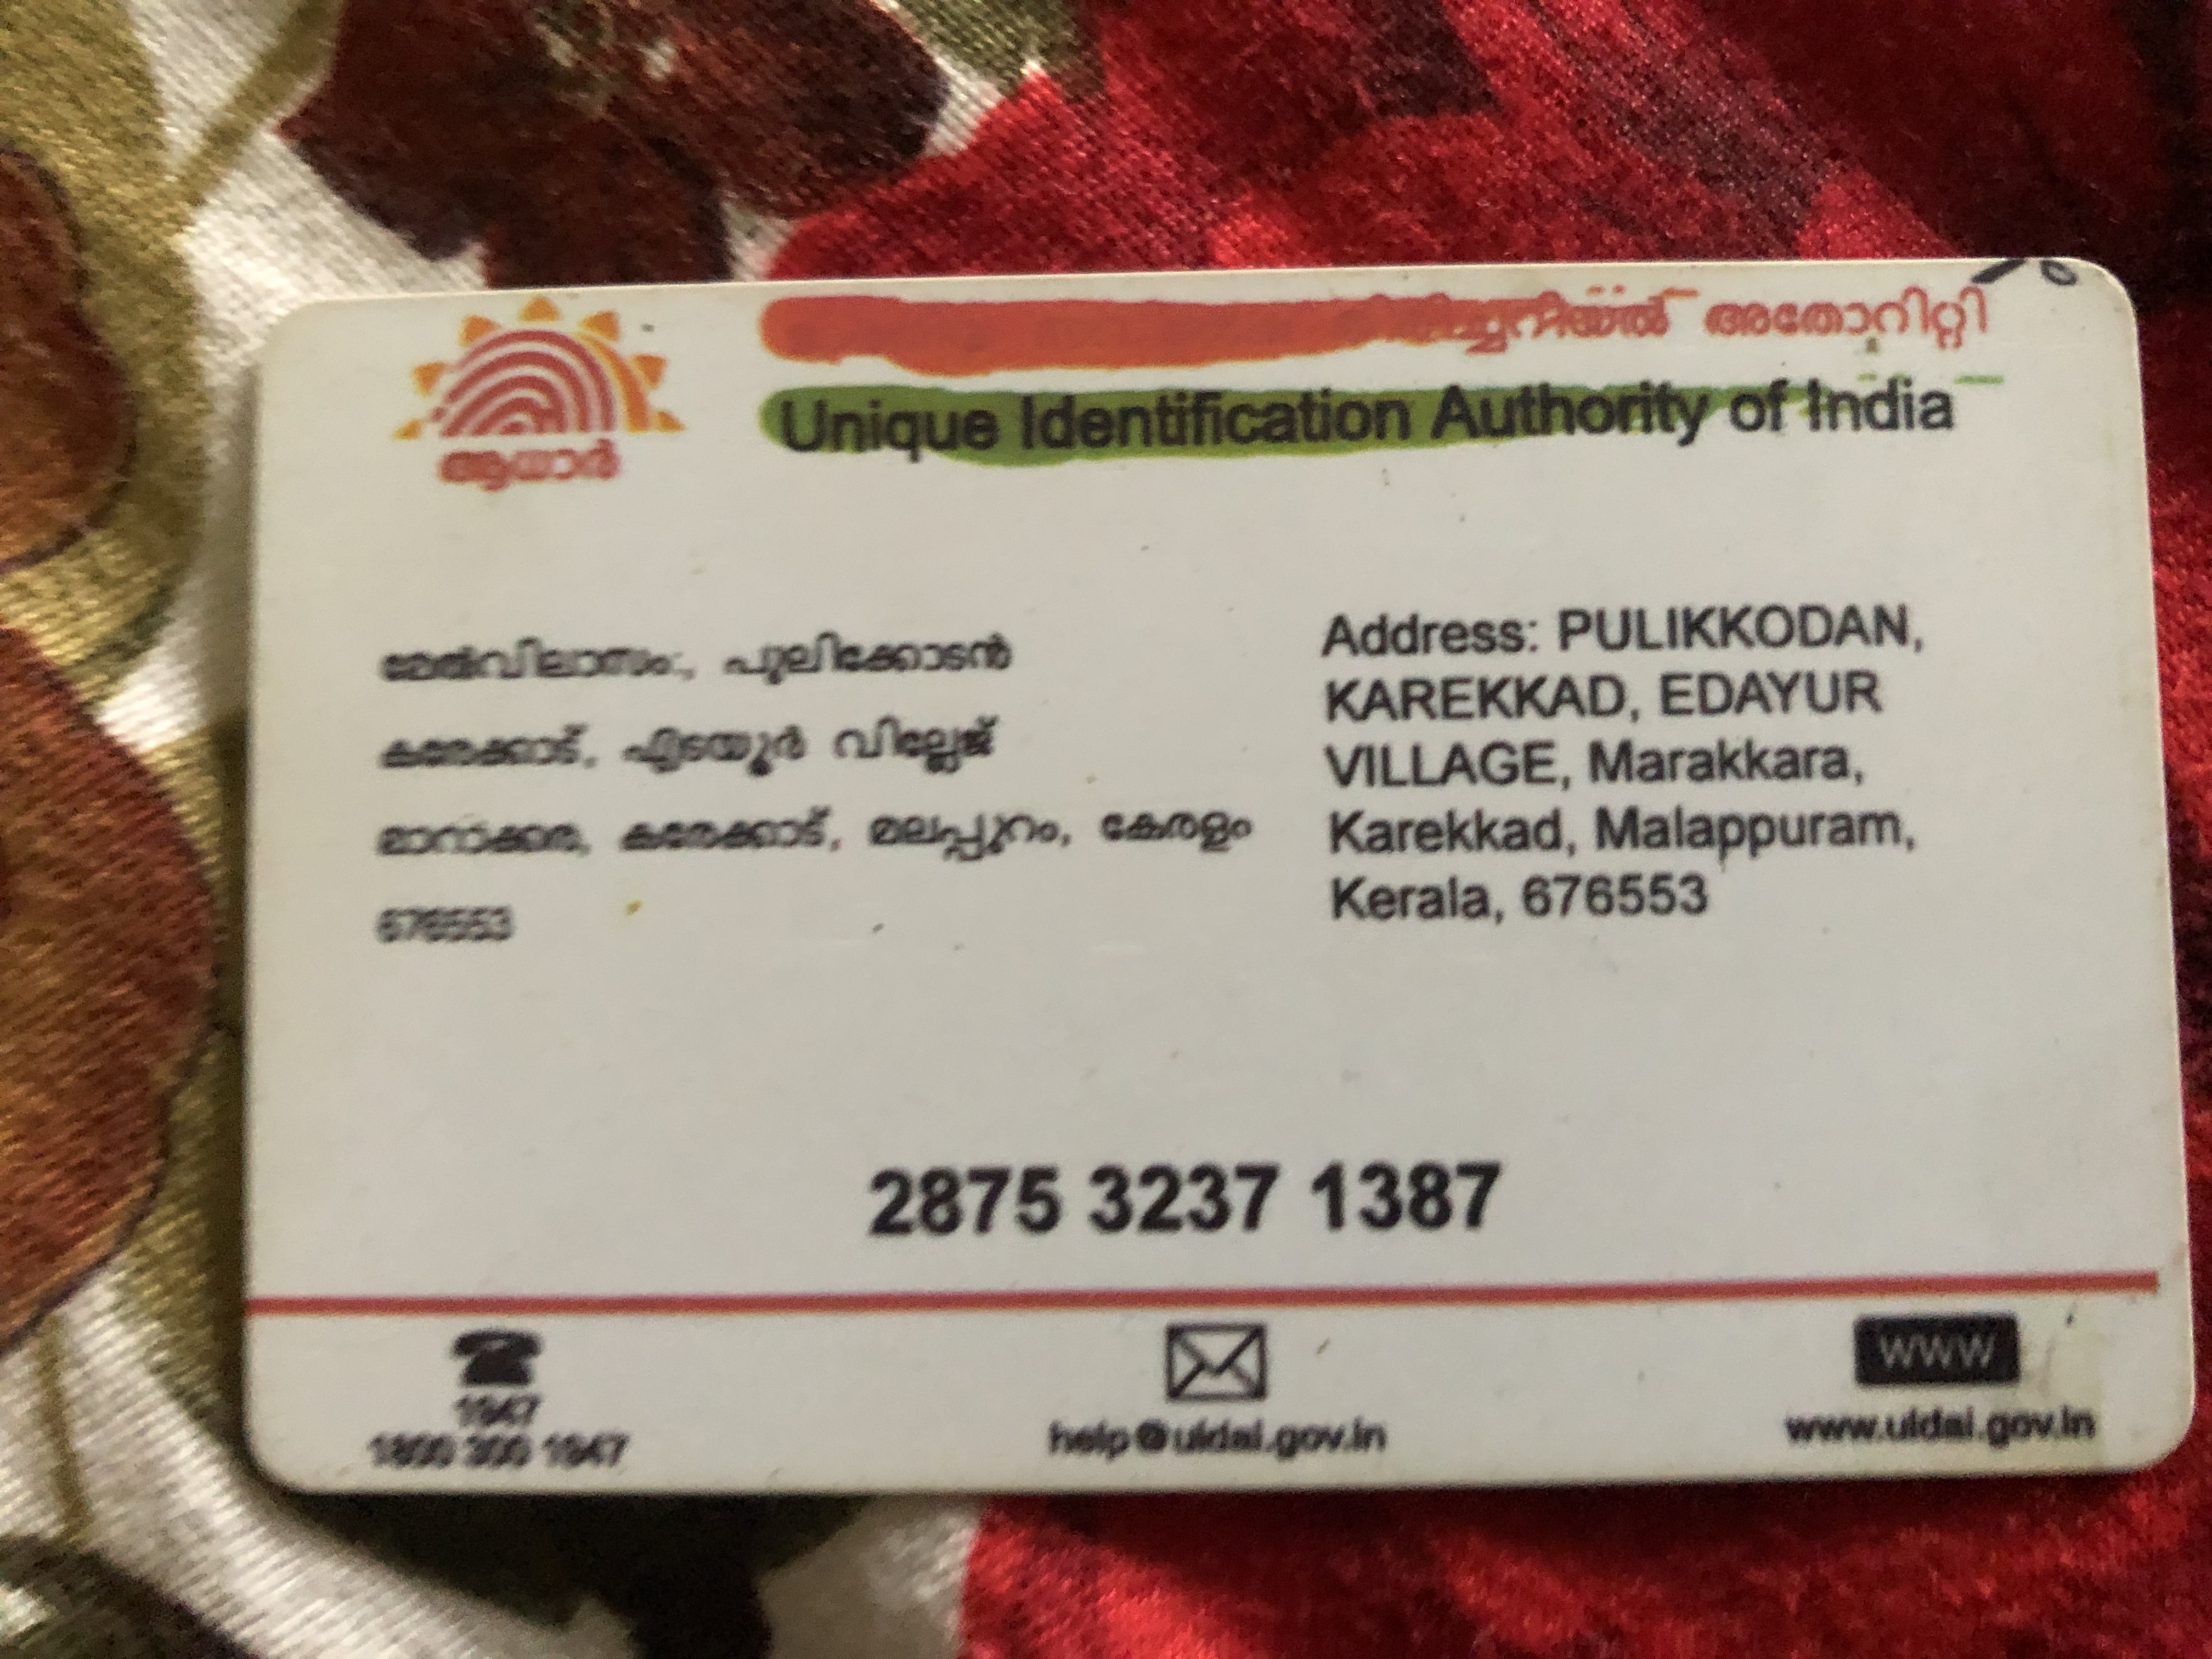 അതോറിറ്റി
Unique Identification Authority of India
ആധാർ
മേൽവിലാസം:, പുലിക്കോടൻ
കരേക്കാട്, എടയൂർ വില്ലേജ്
മാറാക്കര, കരേക്കാട്, മലപ്പുറം, കേരളം
676553
Address: PULIKKODAN,
KAREKKAD, EDAYUR
VILLAGE, Marakkara,
Karekkad, Malappuram,
Kerala, 676553
2875 3237 1387
1947
1800 300 1947
help@uidai.gov.in
www
www.uidai.gov.in